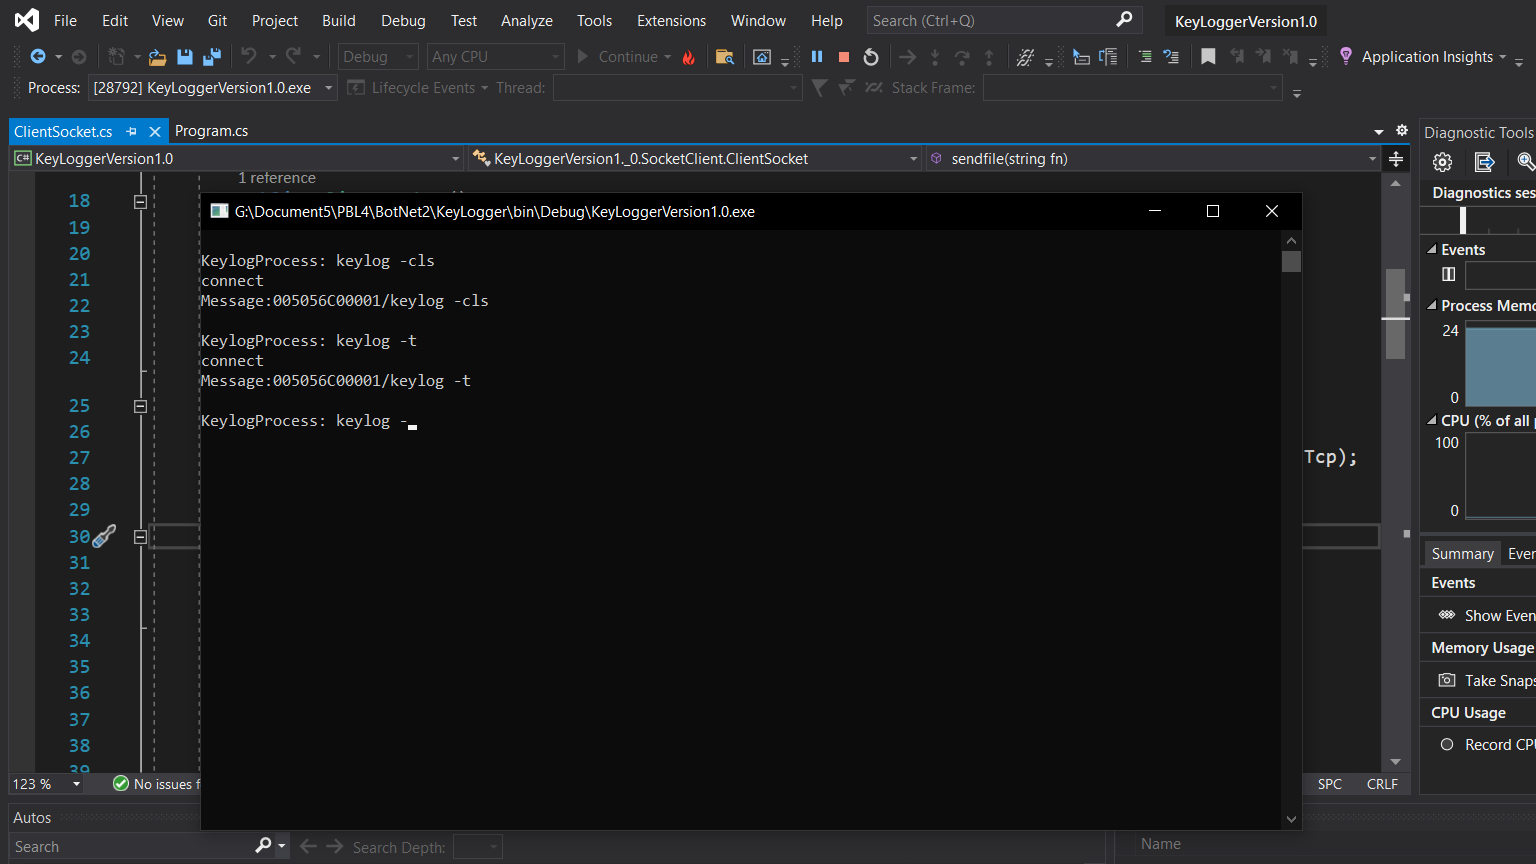 File Edit View Git Project Build Debug Test Analyze Tools Extensions Window Help Search (Ctrl+Q) KeyLoggerVersion1.0
Debug Any CPU Continue Application Insights
Process: [28792] KeyLoggerVersion1.0.exe Lifecycle Events Thread: Stack Frame:
ClientSocket.cs Program.cs
C# KeyLoggerVersion1.0 KeyLoggerVersion1._0.SocketClient.ClientSocket sendfile(string fn)
1 reference
18
19
20
21
22
23
24
25
26
27
28
29
30
31
32
33
34
35
36
37
38
39
Tcp);
G:\Document5\PBL4\BotNet2\KeyLogger\bin\Debug\KeyLoggerVersion1.0.exe
KeylogProcess: keylog -cls
connect
Message:005056C00001/keylog -cls
KeylogProcess: keylog -t
connect
Message:005056C00001/keylog -t
KeylogProcess: keylog -
123 % No issues f SPC CRLF
Autos
Search Search Depth: Name
Diagnostic Tools
Diagnostics ses
Events
Process Memo
24
0
CPU (% of all p
100
0
Summary Even
Events
Show Even
Memory Usage
Take Snaps
CPU Usage
Record CPU